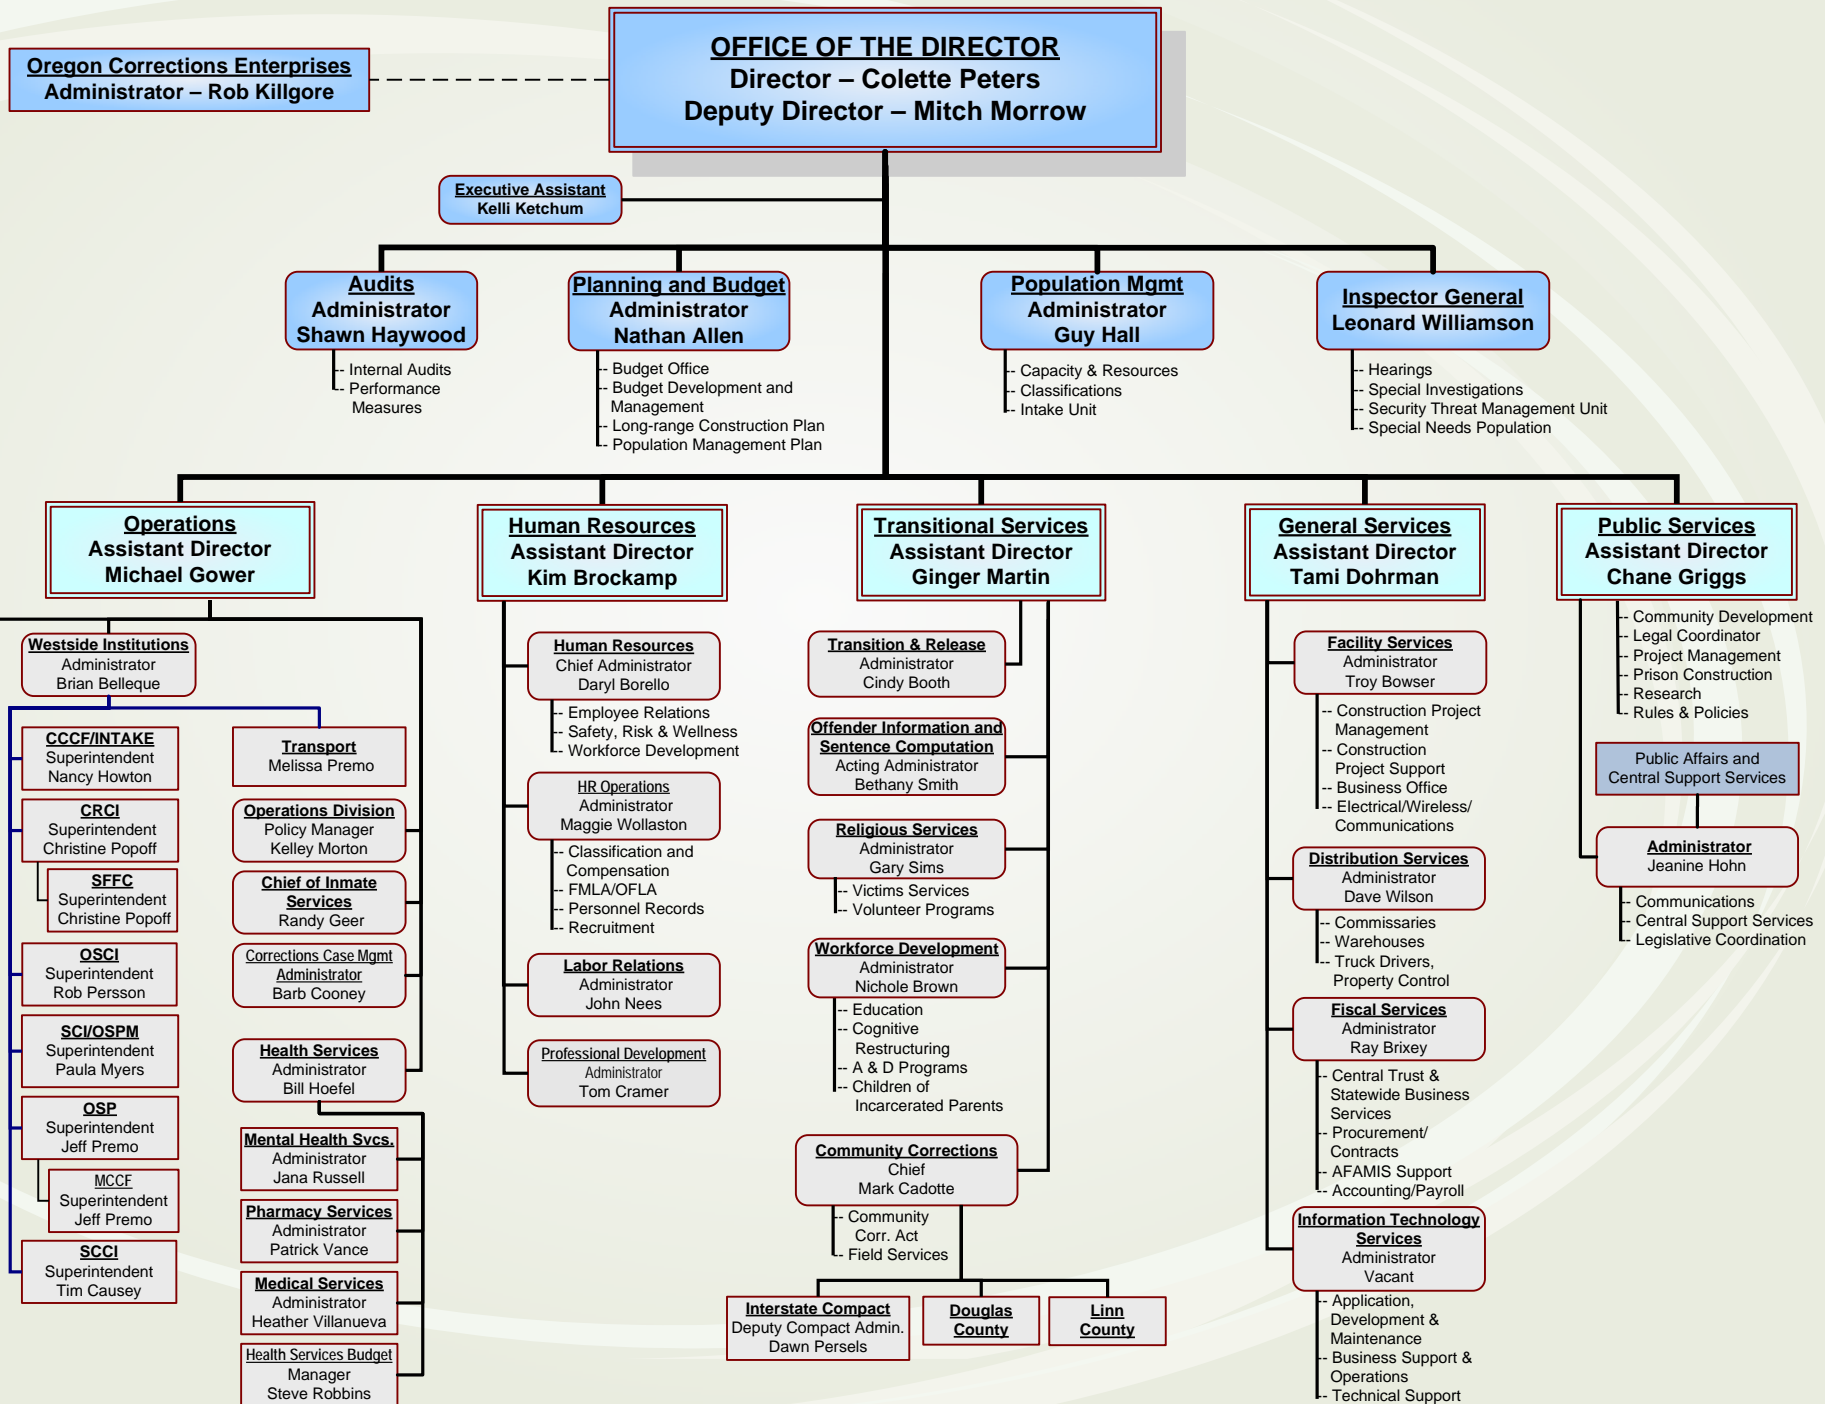 OFFICE OF THE DIRECTOR
Director – Colette Peters
Deputy Director – Mitch Morrow
Oregon Corrections Enterprises
Administrator – Rob Killgore
Executive Assistant
Kelli Ketchum
Audits
Administrator
Shawn Haywood
-- Internal Audits
-- Performance
Measures
Planning and Budget
Administrator
Nathan Allen
-- Budget Office
-- Budget Development and
Management
-- Long-range Construction Plan
-- Population Management Plan
Population Mgmt
Administrator
Guy Hall
-- Capacity & Resources
-- Classifications
-- Intake Unit
Inspector General
Leonard Williamson
-- Hearings
-- Special Investigations
-- Security Threat Management Unit
-- Special Needs Population
Operations
Assistant Director
Michael Gower
Westside Institutions
Administrator
Brian Belleque
CCCF/INTAKE
Superintendent
Nancy Howton
CRCI
Superintendent
Christine Popoff
SFFC
Superintendent
Christine Popoff
OSCI
Superintendent
Rob Persson
SCI/OSPM
Superintendent
Paula Myers
OSP
Superintendent
Jeff Premo
MCCF
Superintendent
Jeff Premo
SCCI
Superintendent
Tim Causey
Transport
Melissa Premo
Operations Division
Policy Manager
Kelley Morton
Chief of Inmate
Services
Randy Geer
Corrections Case Mgmt
Administrator
Barb Cooney
Health Services
Administrator
Bill Hoefel
Mental Health Svcs.
Administrator
Jana Russell
Pharmacy Services
Administrator
Patrick Vance
Medical Services
Administrator
Heather Villanueva
Health Services Budget
Manager
Steve Robbins
Human Resources
Assistant Director
Kim Brockamp
Human Resources
Chief Administrator
Daryl Borello
-- Employee Relations
-- Safety, Risk & Wellness
-- Workforce Development
HR Operations
Administrator
Maggie Wollaston
-- Classification and
Compensation
-- FMLA/OFLA
-- Personnel Records
-- Recruitment
Labor Relations
Administrator
John Nees
Professional Development
Administrator
Tom Cramer
Transitional Services
Assistant Director
Ginger Martin
Transition & Release
Administrator
Cindy Booth
Offender Information and
Sentence Computation
Acting Administrator
Bethany Smith
Religious Services
Administrator
Gary Sims
-- Victims Services
-- Volunteer Programs
Workforce Development
Administrator
Nichole Brown
-- Education
-- Cognitive
Restructuring
-- A & D Programs
-- Children of
Incarcerated Parents
Community Corrections
Chief
Mark Cadotte
-- Community
Corr. Act
-- Field Services
Interstate Compact
Deputy Compact Admin.
Dawn Persels
Douglas
County
Linn
County
General Services
Assistant Director
Tami Dohrman
Facility Services
Administrator
Troy Bowser
-- Construction Project
Management
-- Construction
Project Support
-- Business Office
-- Electrical/Wireless/
Communications
Distribution Services
Administrator
Dave Wilson
-- Commissaries
-- Warehouses
-- Truck Drivers,
Property Control
Fiscal Services
Administrator
Ray Brixey
-- Central Trust &
Statewide Business
Services
-- Procurement/
Contracts
-- AFAMIS Support
-- Accounting/Payroll
Information Technology
Services
Administrator
Vacant
-- Application,
Development &
Maintenance
-- Business Support &
Operations
-- Technical Support
Public Services
Assistant Director
Chane Griggs
-- Community Development
-- Legal Coordinator
-- Project Management
-- Prison Construction
-- Research
-- Rules & Policies
Public Affairs and
Central Support Services
Administrator
Jeanine Hohn
-- Communications
-- Central Support Services
-- Legislative Coordination